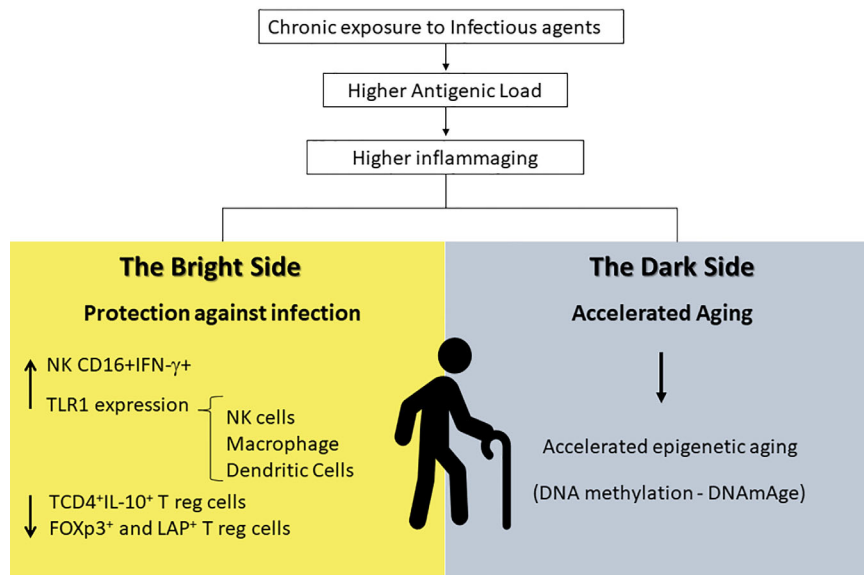 Chronic exposure to Infectious agents
Higher Antigenic Load
Higher inflammaging
The Bright Side
Protection against infection
NK CD16+IFN-γ+
TLR1 expression
NK cells
Macrophage
Dendritic Cells
TCD4⁺IL-10⁺ T reg cells
FOXp3⁺ and LAP⁺ T reg cells
The Dark Side
Accelerated Aging
Accelerated epigenetic aging
(DNA methylation - DNAmAge)